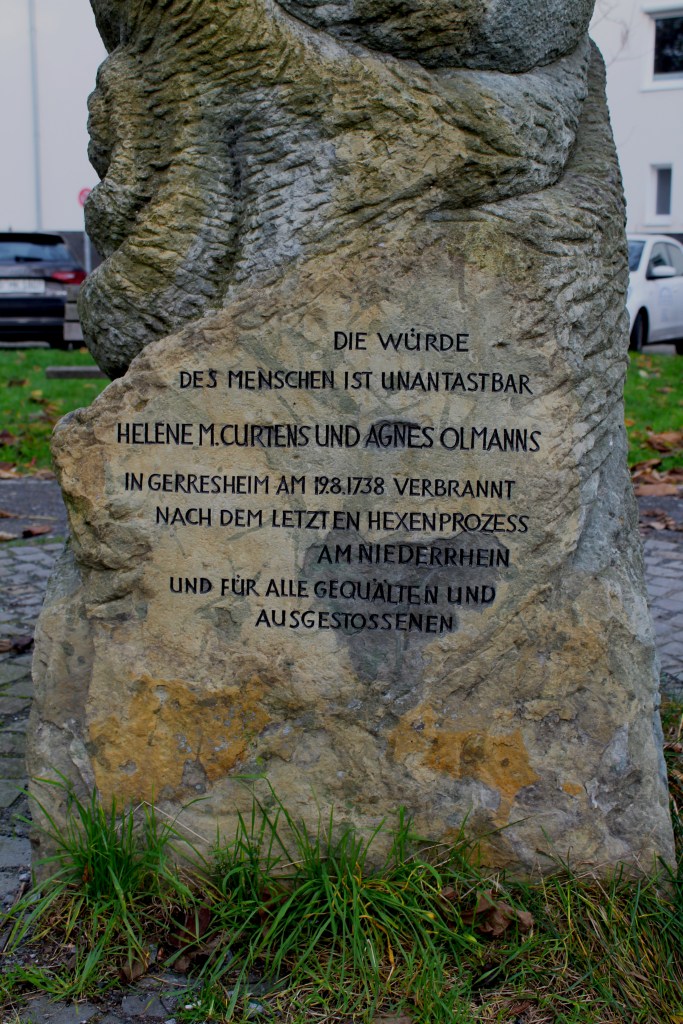 DIE WÜRDE
DES MENSCHEN IST UNANTASTBAR
HELENE M. CURTENS UND AGNES OLMANNS
IN GERRESHEIM AM 19.8.1738 VERBRANNT
NACH DEM LETZTEN HEXENPROZESS
AM NIEDERRHEIN
UND FÜR ALLE GEQUÄLTEN UND
AUSGESTOSSENEN